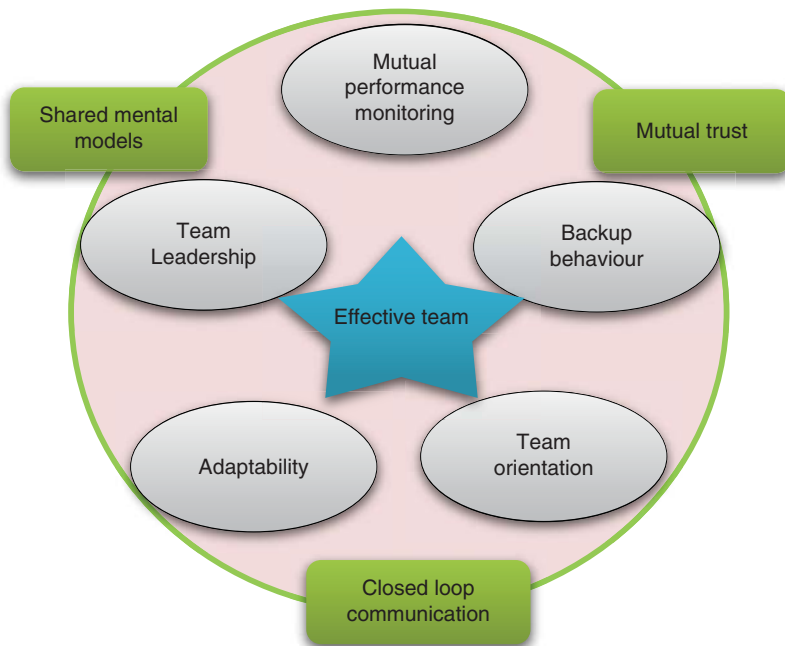 Mutual
performance
monitoring
Shared mental
models
Mutual trust
Team
Leadership
Backup
behaviour
Effective team
Adaptability
Team
orientation
Closed loop
communication